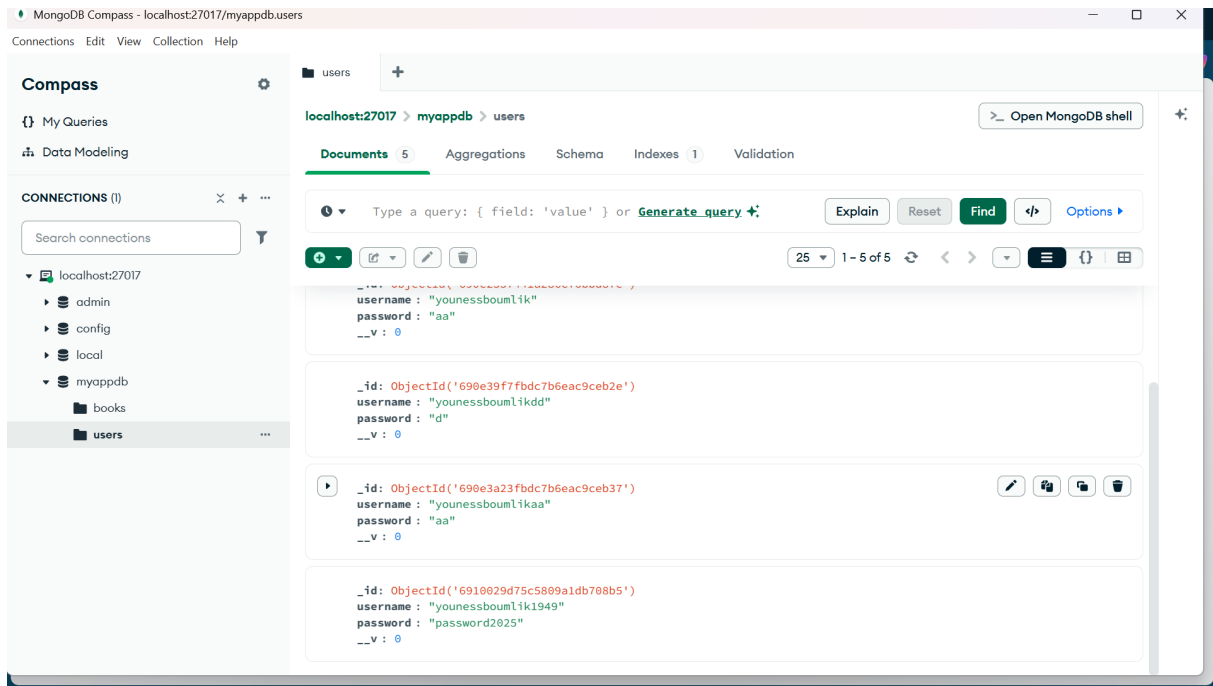 MongoDB Compass - localhost:27017/myappdb.users
Connections Edit View Collection Help
Compass
{} My Queries
Data Modeling
CONNECTIONS (1)
Search connections
localhost:27017
admin
config
local
myappdb
books
users
users
localhost:27017 > myappdb > users
>_ Open MongoDB shell
Documents 5 Aggregations Schema Indexes 1 Validation
Type a query: { field: 'value' } or Generate query
Explain Reset Find </> Options
25 1 – 5 of 5 {}
username : "younessboumlik"
password : "aa"
__v : 0
_id: ObjectId('690e39f7fbdc7b6eac9ceb2e')
username : "younessboumlikdd"
password : "d"
__v : 0
_id: ObjectId('690e3a23fbdc7b6eac9ceb37')
username : "younessboumlikaa"
password : "aa"
__v : 0
_id: ObjectId('6910029d75c5809a1db708b5')
username : "younessboumlik1949"
password : "password2025"
__v : 0